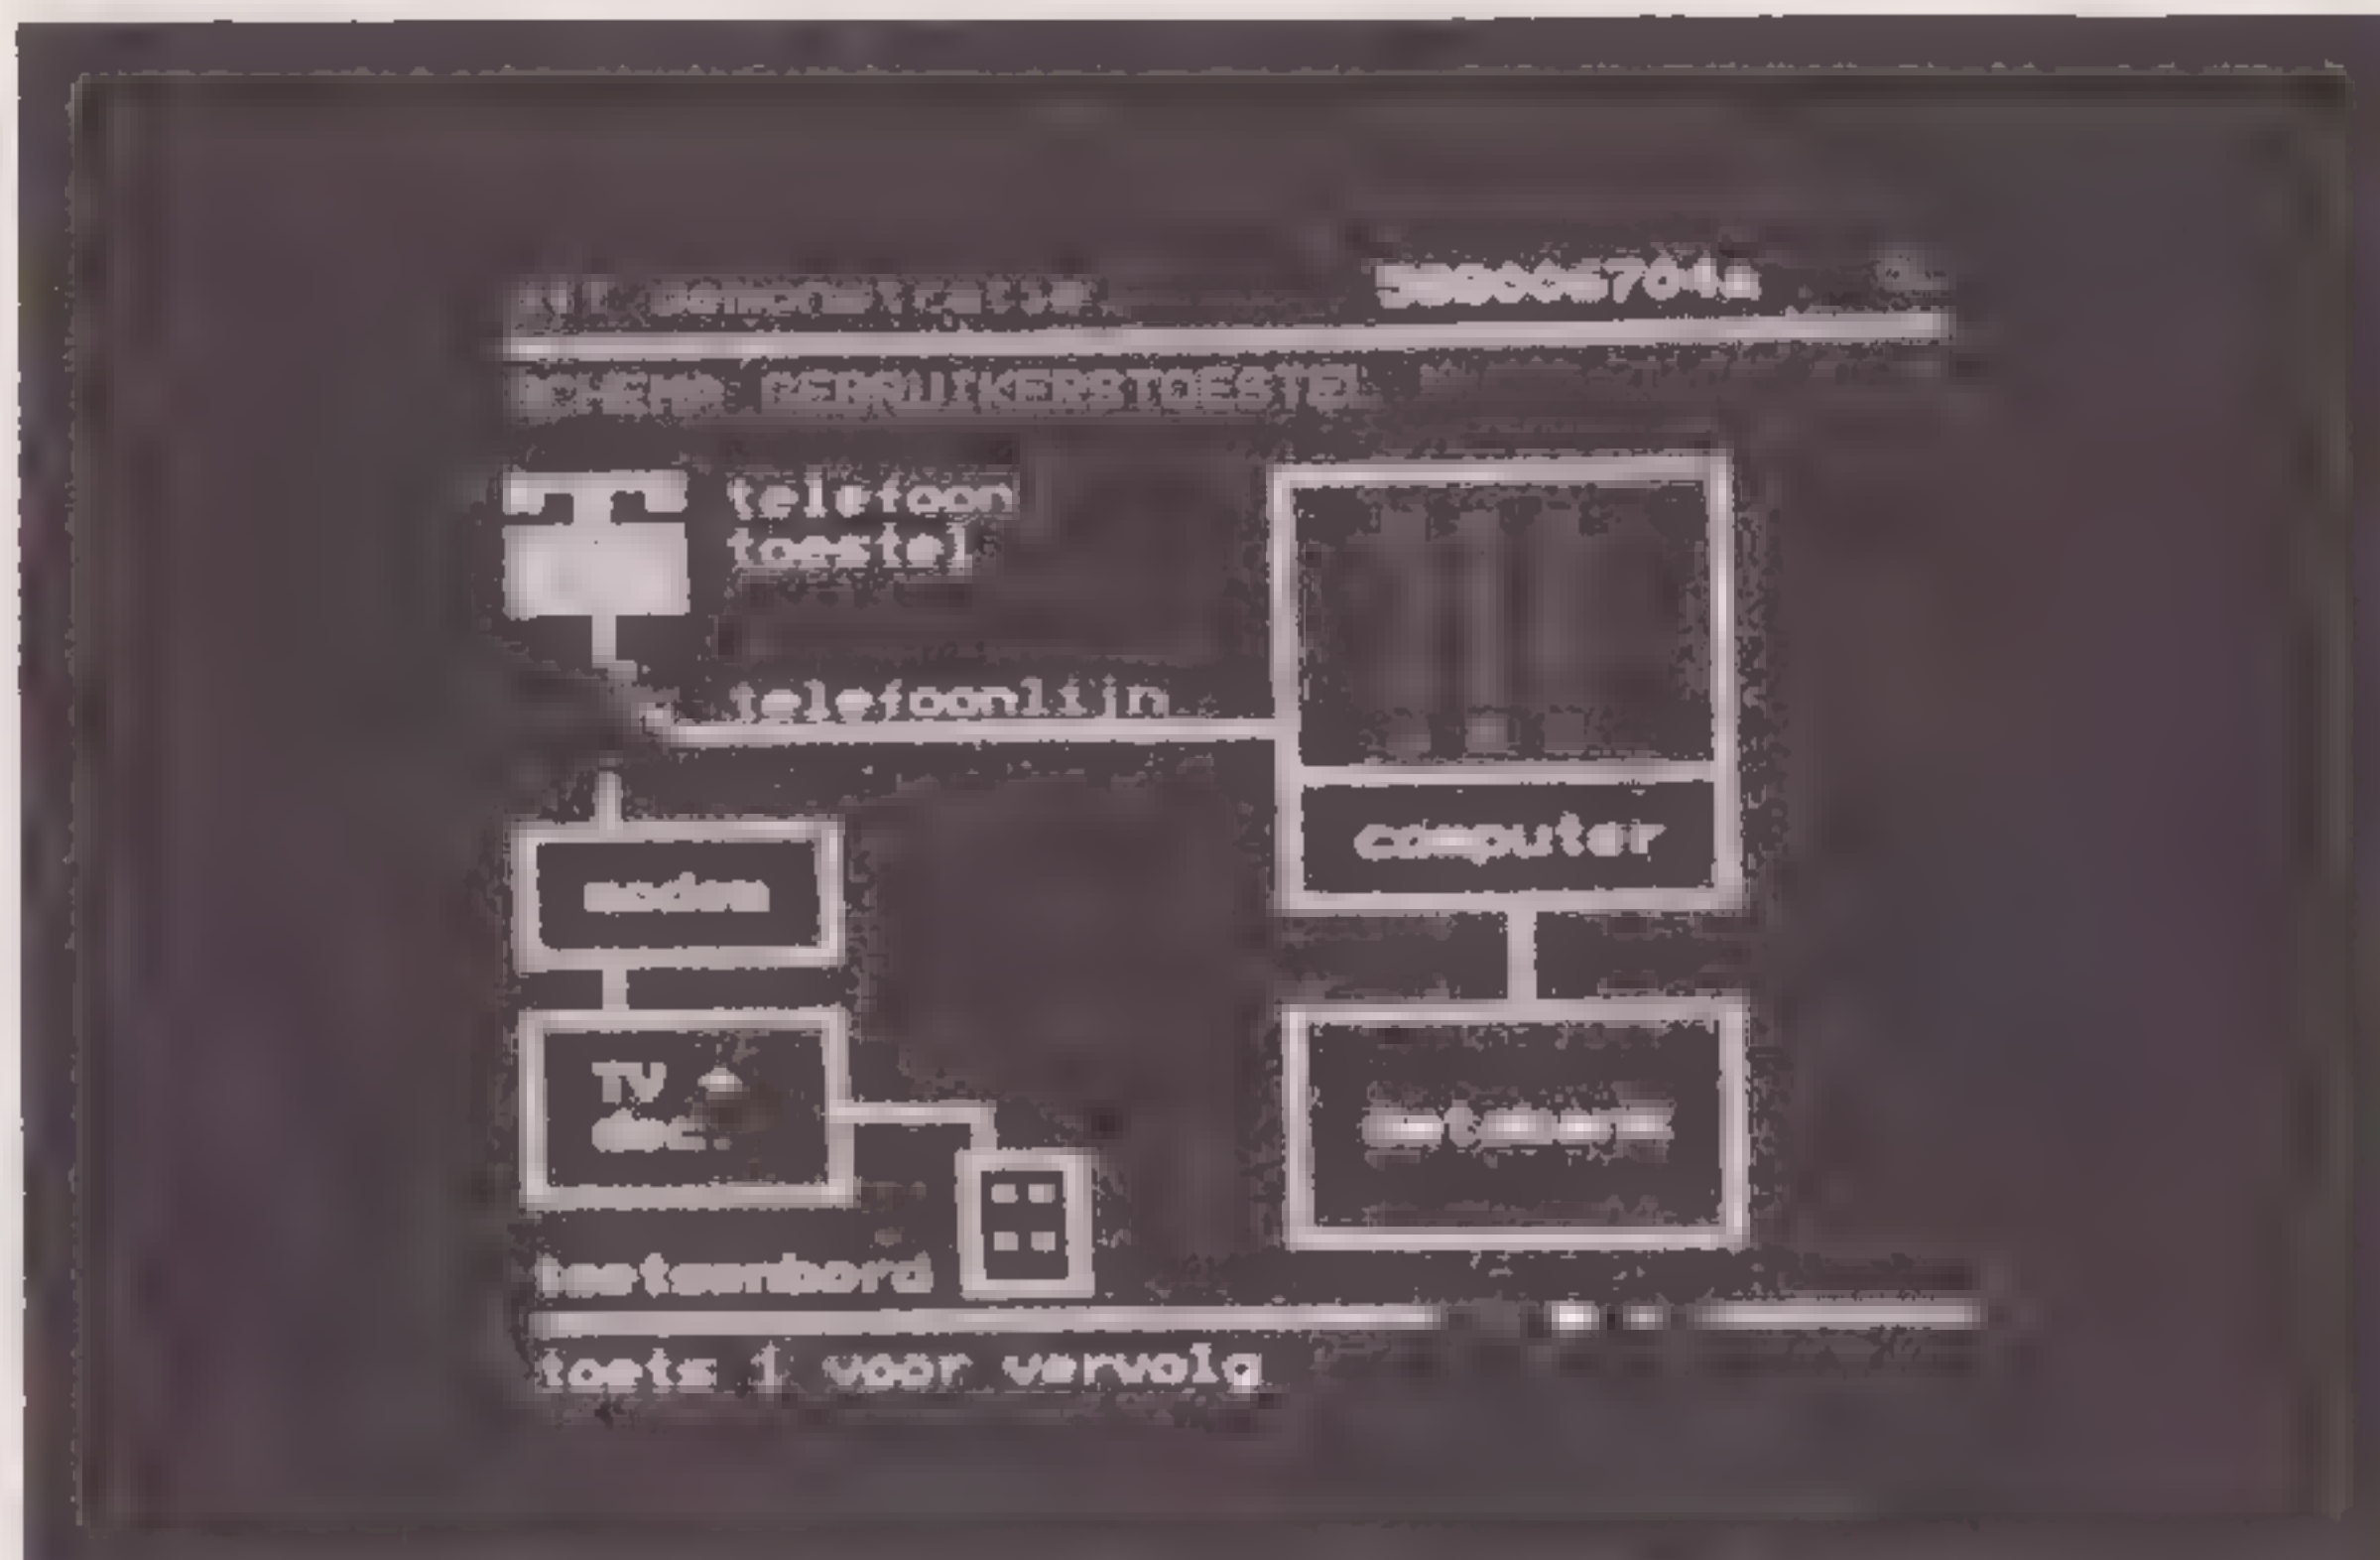 SCHEMA GEBRUIKERSTOESTEL
telefoon
toestel
telefoonlijn
computer
modem
TV
toetsenbord
toets 1 voor vervolg